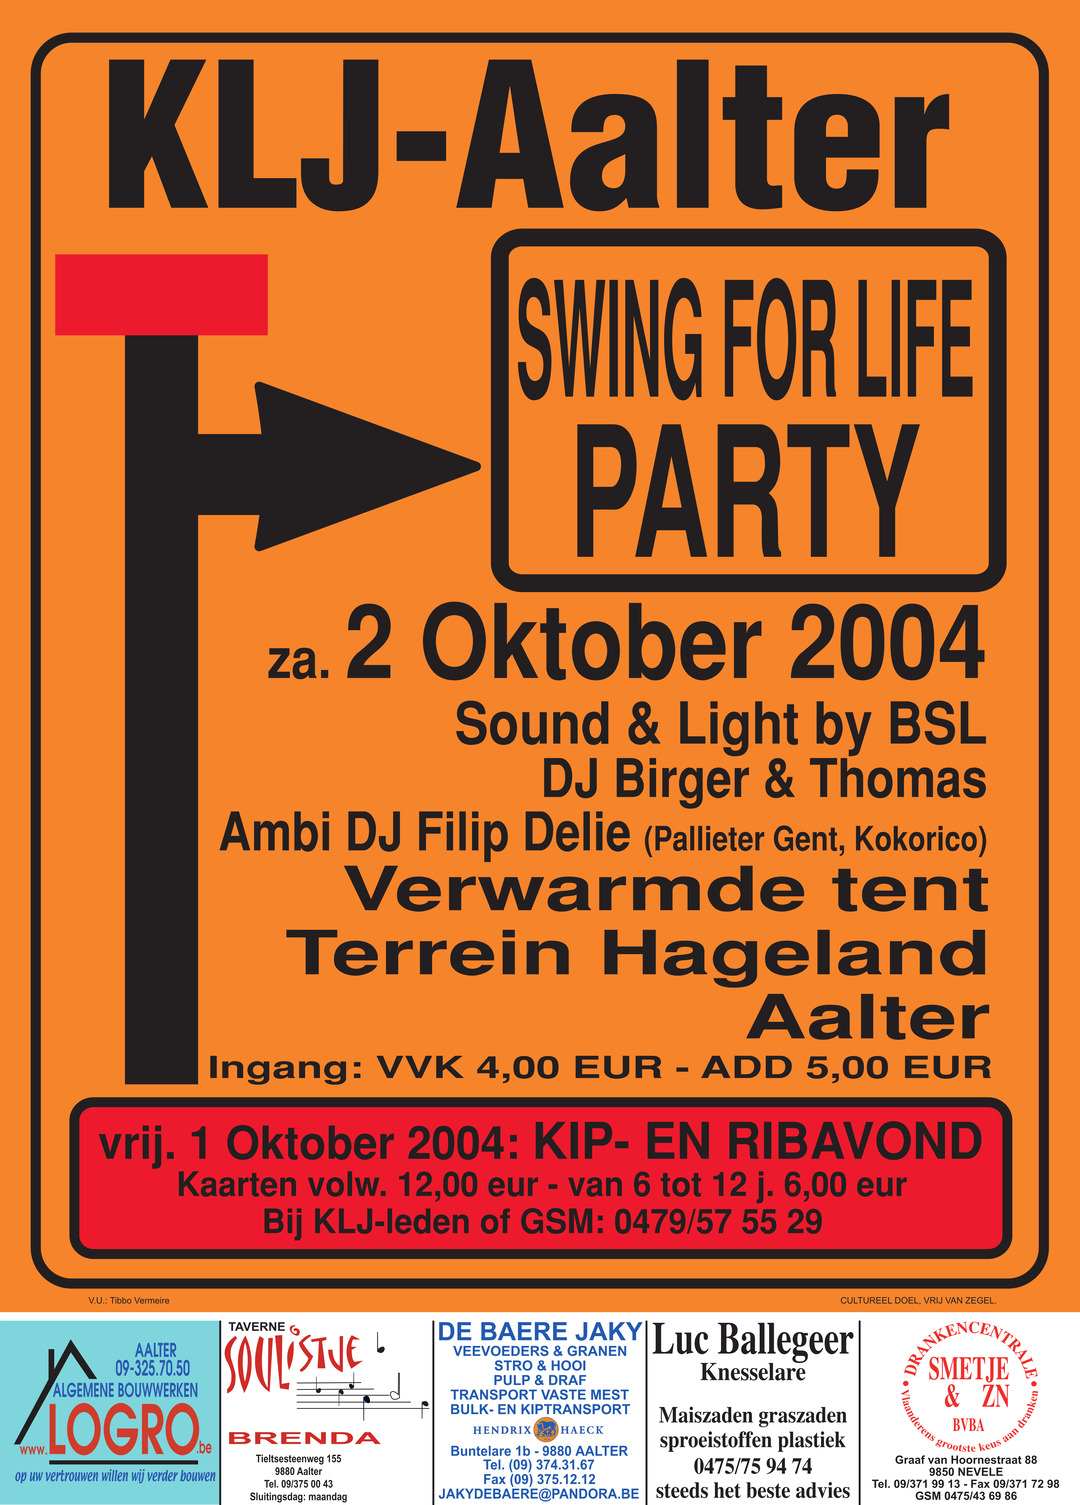 KLJ-Aalter
SWING FOR LIFE
PARTY
za. 2 Oktober 2004
Sound & Light by BSL
DJ Birger & Thomas
Ambi DJ Filip Delie (Pallieter Gent, Kokorico)
Verwarmde tent
Terrein Hageland
Aalter
Ingang: VVK 4,00 EUR - ADD 5,00 EUR
vrij. 1 Oktober 2004: KIP- EN RIBAVOND
Kaarten volw. 12,00 eur - van 6 tot 12 j. 6,00 eur
Bij KLJ-leden of GSM: 0479/57 55 29
V.U.: Tibbo Vermeire
CULTUREEL DOEL, VRIJ VAN ZEGEL.
AALTER
09-325.70.50
ALGEMENE BOUWWERKEN
www.LOGRO.be
op uw vertrouwen willen wij verder bouwen
TAVERNE
SOULISTJE
BRENDA
Tieltsesteenweg 155
9880 Aalter
Tel. 09/375 00 43
Sluitingsdag: maandag
DE BAERE JAKY
VEEVOEDERS & GRANEN
STRO & HOOI
PULP & DRAF
TRANSPORT VASTE MEST
BULK- EN KIPTRANSPORT
HENDRIX HAECK
Buntelare 1b - 9880 AALTER
Tel. (09) 374.31.67
Fax (09) 375.12.12
JAKYDEBAERE@PANDORA.BE
Luc Ballegeer
Knesselare
Maiszaden graszaden
sproeistoffen plastiek
0475/75 94 74
steeds het beste advies
DRANKENCENTRALE
SMETJE
& ZN
BVBA
Vlaanderens grootste keus aan dranken
Graaf van Hoornestraat 88
9850 NEVELE
Tel. 09/371 99 13 - Fax 09/371 72 98
GSM 0475/43 69 86